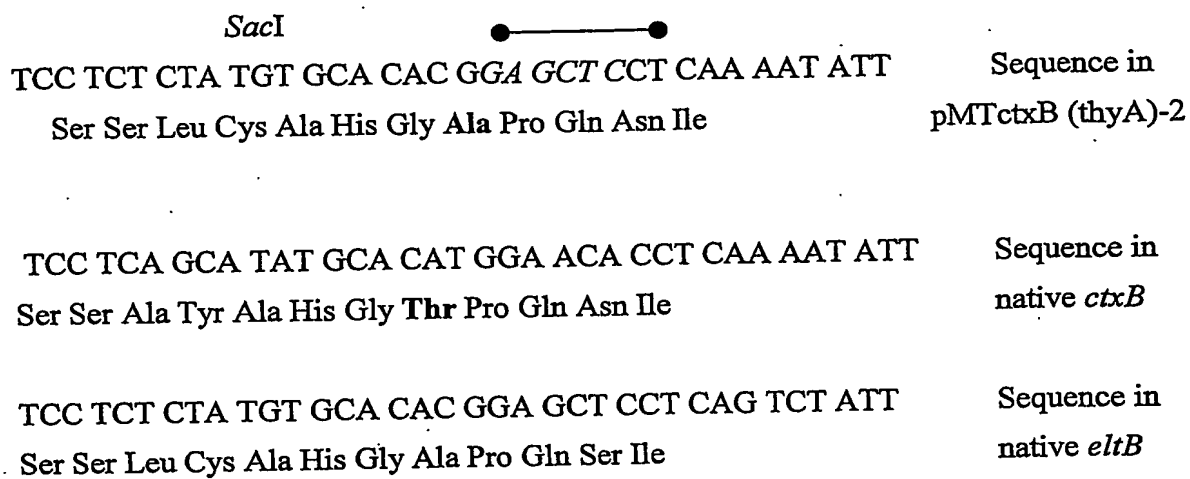 SacI
TCC TCT CTA TGT GCA CAC GGA GCT CCT CAA AAT ATT Sequence in
Ser Ser Leu Cys Ala His Gly Ala Pro Gln Asn Ile pMTctxB (thyA)-2
TCC TCA GCA TAT GCA CAT GGA ACA CCT CAA AAT ATT Sequence in
Ser Ser Ala Tyr Ala His Gly Thr Pro Gln Asn Ile native ctxB
TCC TCT CTA TGT GCA CAC GGA GCT CCT CAG TCT ATT Sequence in
Ser Ser Leu Cys Ala His Gly Ala Pro Gln Ser Ile native eltB